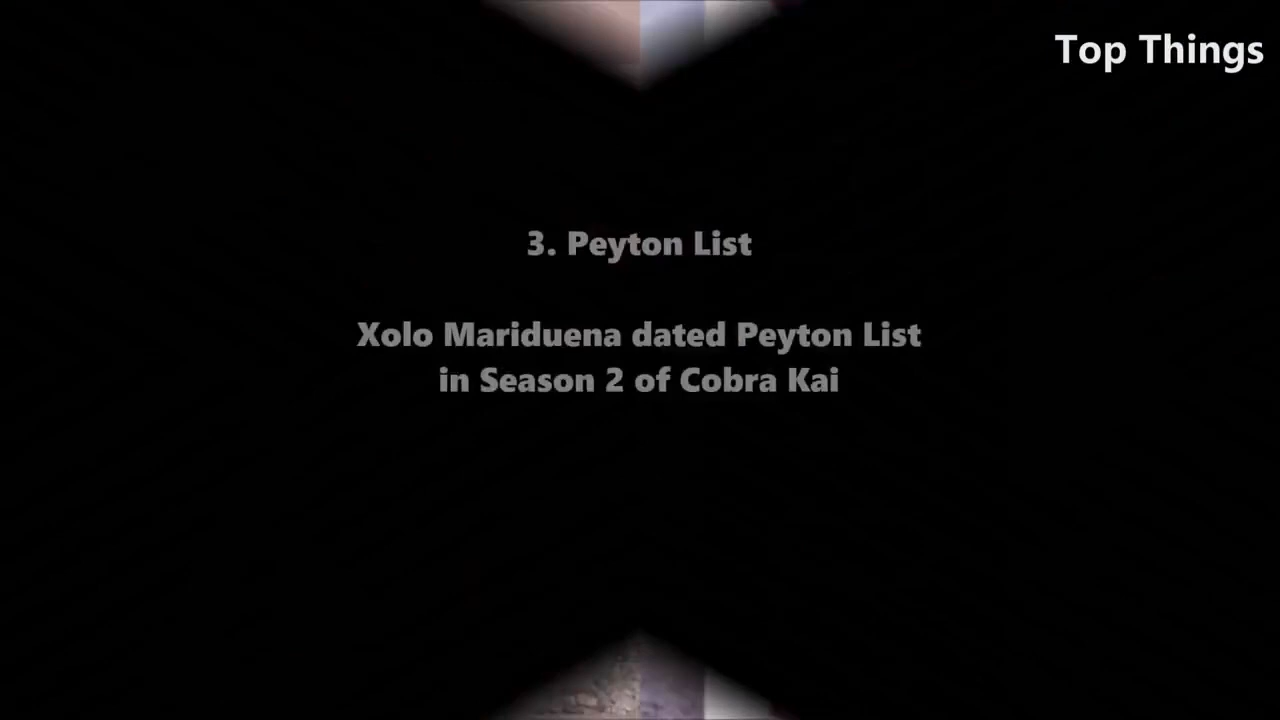 Top Things
3. Peyton List
Xolo Mariduena dated Peyton List
in Season 2 of Cobra Kai